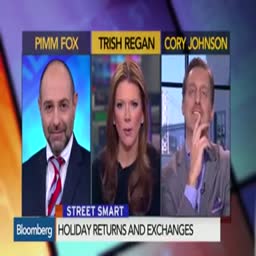 PIMM FOX
TRISH REGAN
CORY JOHNSON
STREET SMART
Bloomberg
HOLIDAY RETURNS AND EXCHANGES